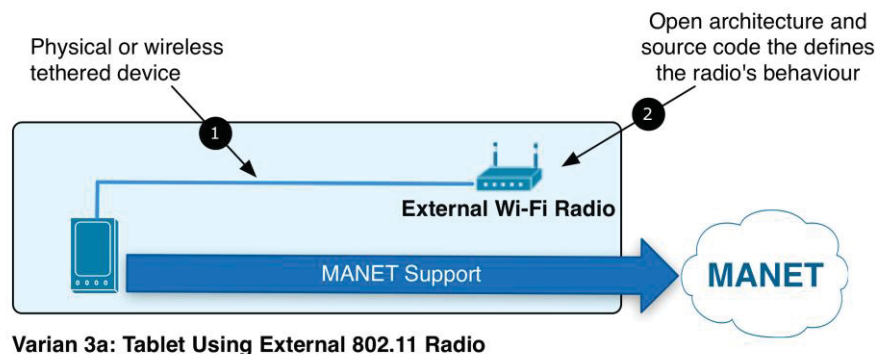 Physical or wireless
tethered device
Open architecture and
source code the defines
the radio's behaviour
1
2
External Wi-Fi Radio
MANET Support
MANET
Varian 3a: Tablet Using External 802.11 Radio